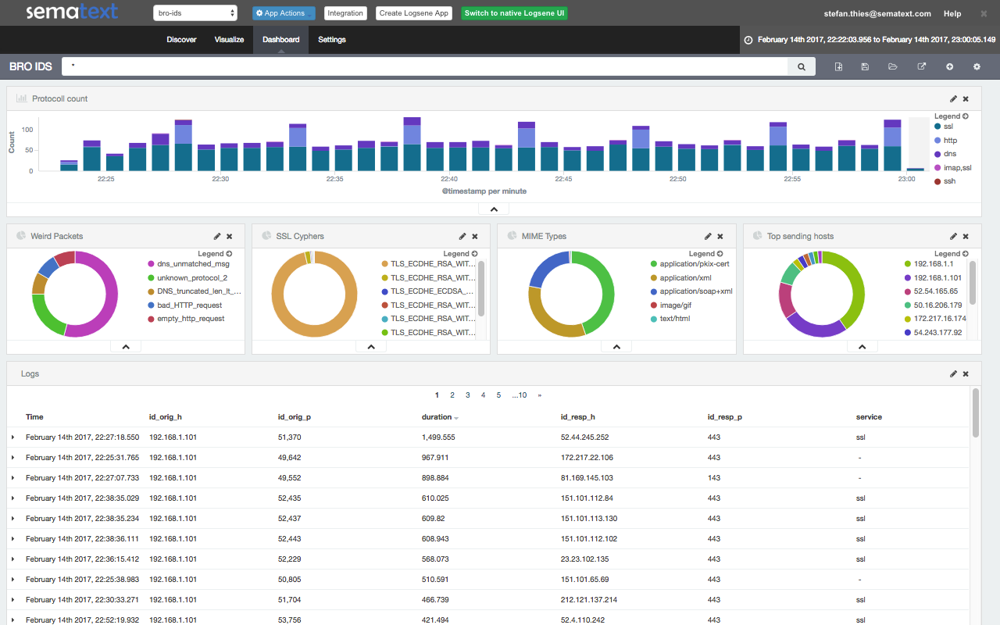 sematext bro-ids App Actions Integration Create Logsene App Switch to native Logsene UI stefan.thies@sematext.com Help
Discover Visualize Dashboard Settings February 14th 2017, 22:22:03.956 to February 14th 2017, 23:00:05.149
BRO IDS *
Protocoll count
Legend
ssl
http
dns
imap,ssl
ssh
Count
100
50
0
22:25 22:30 22:35 22:40 22:45 22:50 22:55 23:00
@timestamp per minute
Weird Packets
Legend
dns_unmatched_msg
unknown_protocol_2
DNS_truncated_len_lt_...
bad_HTTP_request
empty_http_request
SSL Cyphers
Legend
TLS_ECDHE_RSA_WIT...
TLS_ECDHE_RSA_WIT...
TLS_ECDHE_ECDSA_...
TLS_ECDHE_RSA_WIT...
TLS_ECDHE_RSA_WIT...
TLS_ECDHE_RSA_WIT...
MIME Types
Legend
application/pkix-cert
application/xml
application/soap+xml
image/gif
text/html
Top sending hosts
Legend
192.168.1.1
192.168.1.101
52.54.165.65
50.16.206.179
172.217.16.174
54.243.177.92
Logs
1 2 3 4 5 ...10 »
Time id_orig_h id_orig_p duration id_resp_h id_resp_p service
February 14th 2017, 22:27:18.550 192.168.1.101 51,370 1,499.555 52.44.245.252 443 ssl
February 14th 2017, 22:25:31.765 192.168.1.101 49,642 967.911 172.217.22.106 443 -
February 14th 2017, 22:27:07.733 192.168.1.101 49,552 898.884 81.169.145.103 143 -
February 14th 2017, 22:38:35.029 192.168.1.101 52,435 610.025 151.101.112.84 443 ssl
February 14th 2017, 22:38:35.234 192.168.1.101 52,437 609.82 151.101.113.130 443 ssl
February 14th 2017, 22:38:36.111 192.168.1.101 52,443 608.943 151.101.112.102 443 ssl
February 14th 2017, 22:36:15.412 192.168.1.101 52,229 568.073 23.23.102.135 443 ssl
February 14th 2017, 22:25:38.983 192.168.1.101 50,805 510.591 151.101.65.69 443 -
February 14th 2017, 22:30:33.271 192.168.1.101 51,704 466.739 212.121.137.214 443 ssl
February 14th 2017, 22:52:19.932 192.168.1.101 53,756 421.494 52.4.110.242 443 ssl